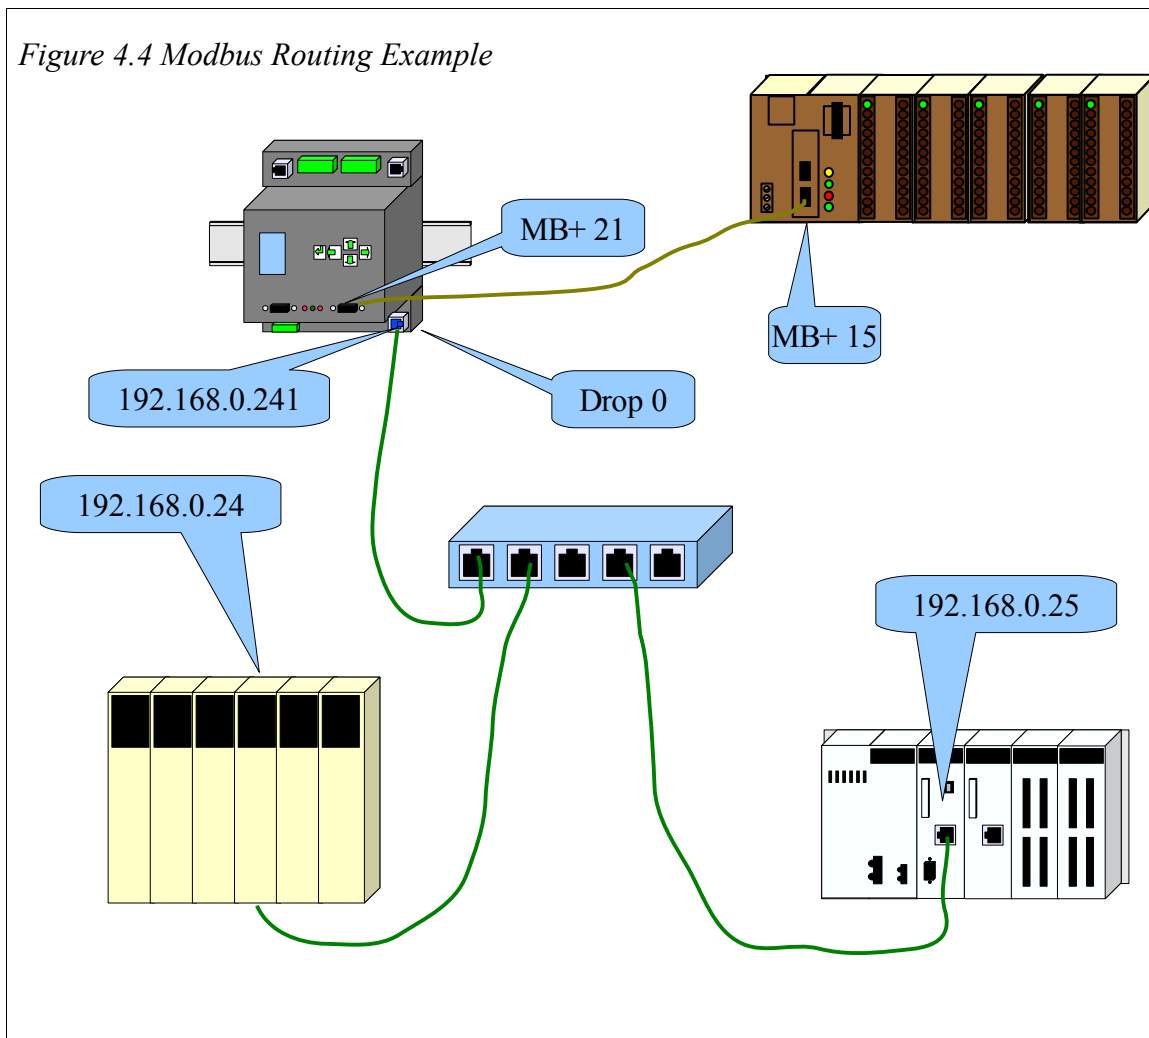 Figure 4.4 Modbus Routing Example
MB+ 21
MB+ 15
192.168.0.241
Drop 0
192.168.0.24
192.168.0.25